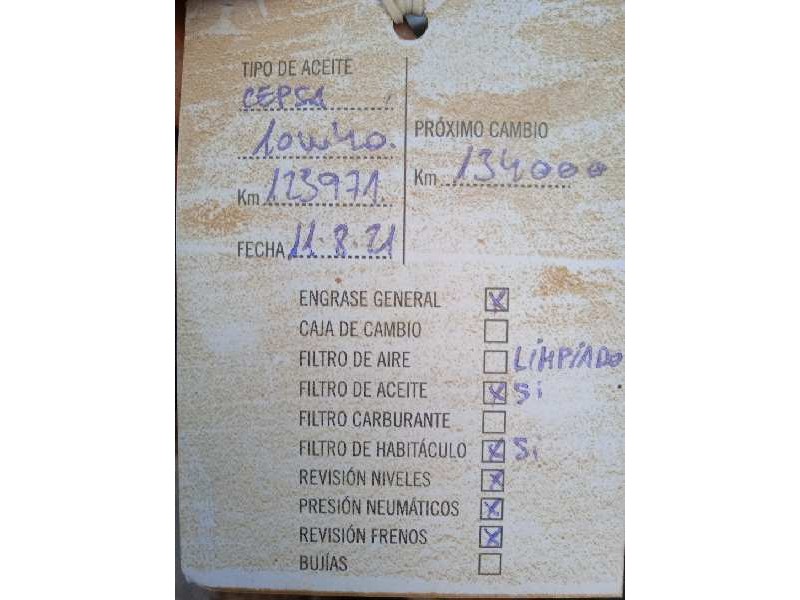 TIPO DE ACEITE
CEPSA
10W40.
Km 123971.
FECHA 11.8.21
PRÓXIMO CAMBIO
Km 134000
ENGRASE GENERAL X
CAJA DE CAMBIO
FILTRO DE AIRE LIMPIADO
FILTRO DE ACEITE X Si
FILTRO CARBURANTE
FILTRO DE HABITÁCULO X Si
REVISIÓN NIVELES X
PRESIÓN NEUMÁTICOS X
REVISIÓN FRENOS X
BUJÍAS